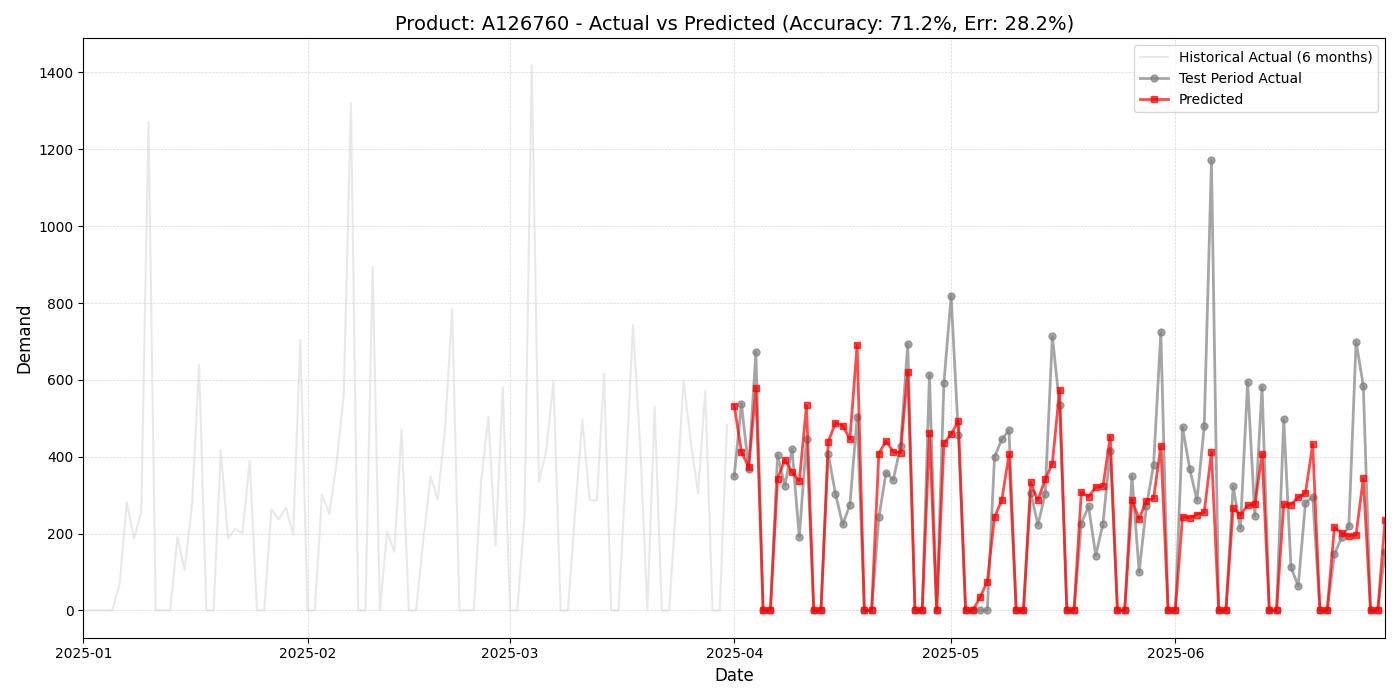 Product: A126760 - Actual vs Predicted (Accuracy: 71.2%, Err: 28.2%)
Historical Actual (6 months)
Test Period Actual
Predicted
1400
1200
1000
800
600
400
200
0
Demand
2025-01
2025-02
2025-03
2025-04
2025-05
2025-06
Date